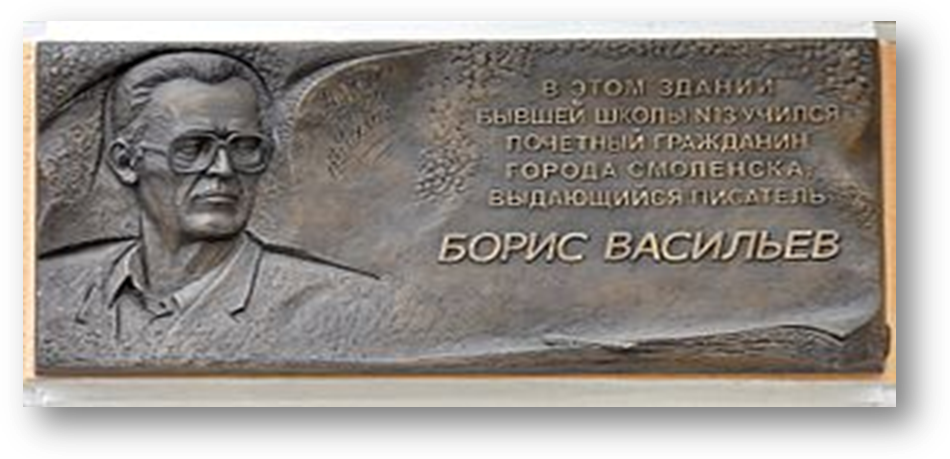 В ЭТОМ ЗДАНИИ
БЫВШЕЙ ШКОЛЫ №13 УЧИЛСЯ
ПОЧЕТНЫЙ ГРАЖДАНИН
ГОРОДА СМОЛЕНСКА,
ВЫДАЮЩИЙСЯ ПИСАТЕЛЬ
БОРИС ВАСИЛЬЕВ